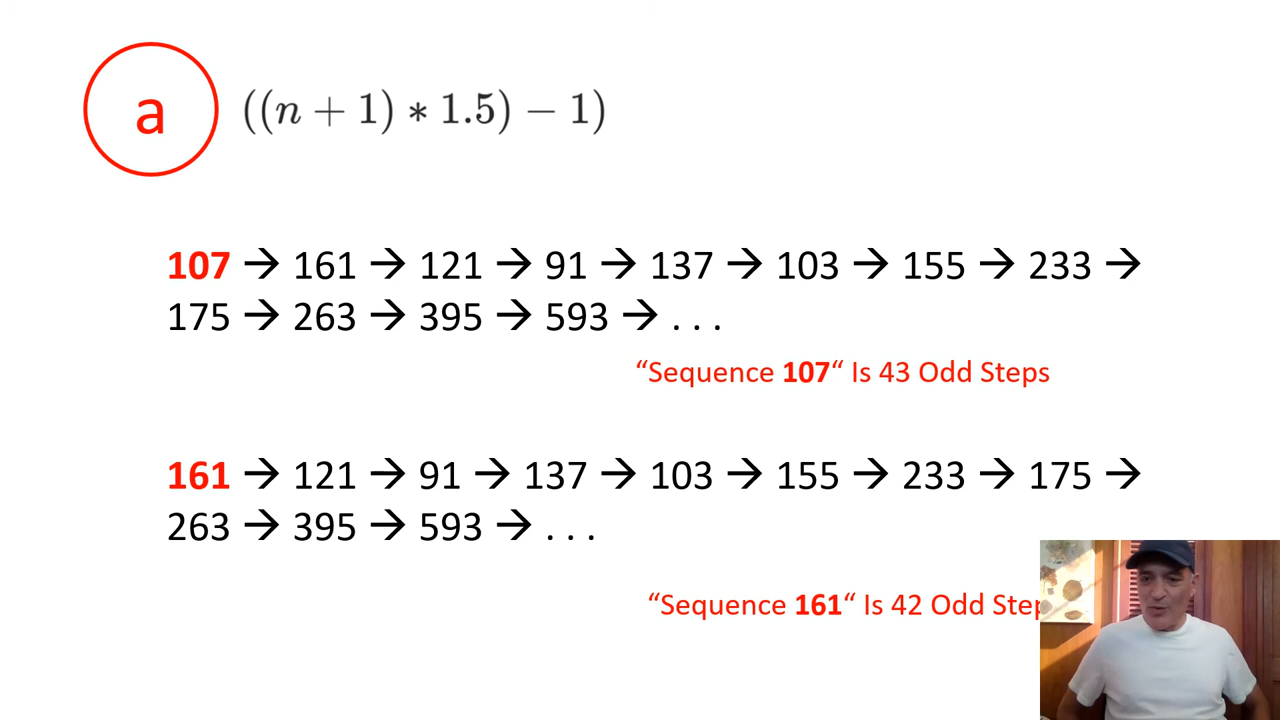 a
((n + 1) * 1.5) − 1)
107 → 161 → 121 → 91 → 137 → 103 → 155 → 233 →
175 → 263 → 395 → 593 → . . .
“Sequence 107“ Is 43 Odd Steps
161 → 121 → 91 → 137 → 103 → 155 → 233 → 175 →
263 → 395 → 593 → . . .
“Sequence 161“ Is 42 Odd